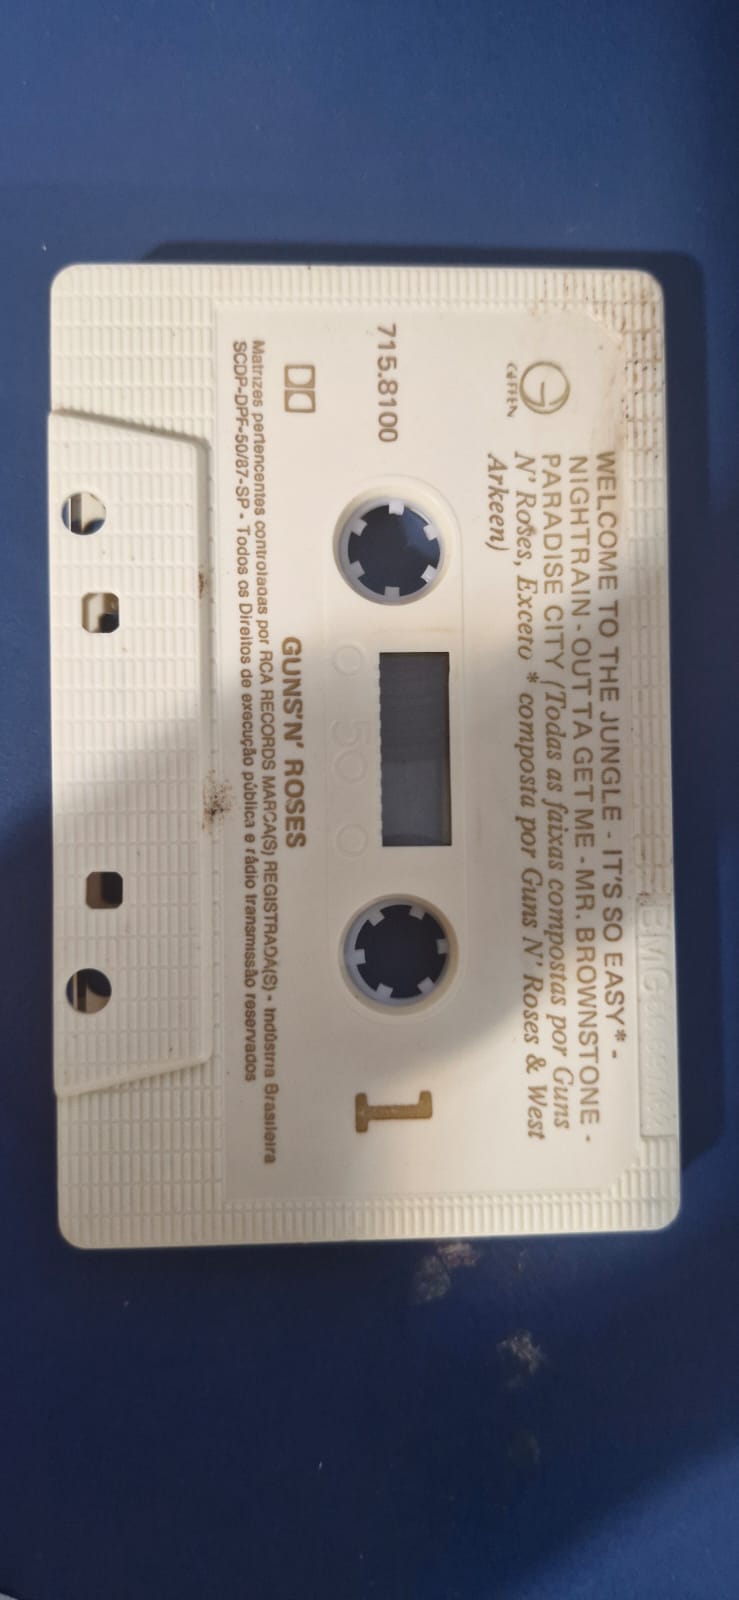 WELCOME TO THE JUNGLE - IT'S SO EASY* -
NIGHTRAIN - OUT TA GET ME - MR. BROWNSTONE -
PARADISE CITY (Todas as faixas compostas por Guns
N' Roses, Exceto * composta por Guns N' Roses & West
Arkeen)
GEFFEN
715.8100
1
50
GUNS'N' ROSES
Matrizes pertencentes controladas por RCA RECORDS MARCA(S) REGISTRADA(S) - Indústria Brasileira
SCDP-DPF-50/87-SP - Todos os Direitos de execução pública e rádio transmissão reservados
BMG